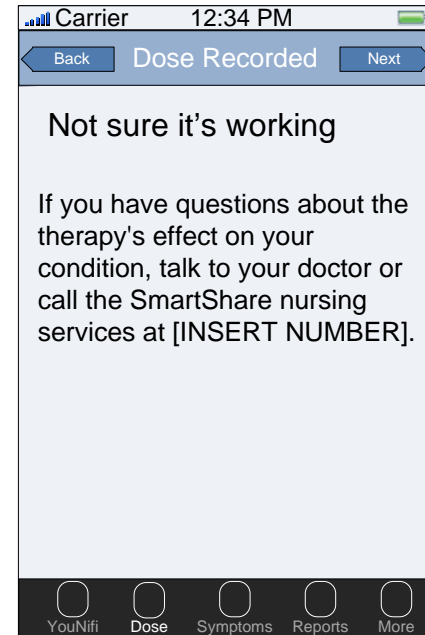 Carrier 12:34 PM
Back Dose Recorded Next
Not sure it's working
If you have questions about the
therapy's effect on your
condition, talk to your doctor or
call the SmartShare nursing
services at [INSERT NUMBER].
YouNifi Dose Symptoms Reports More